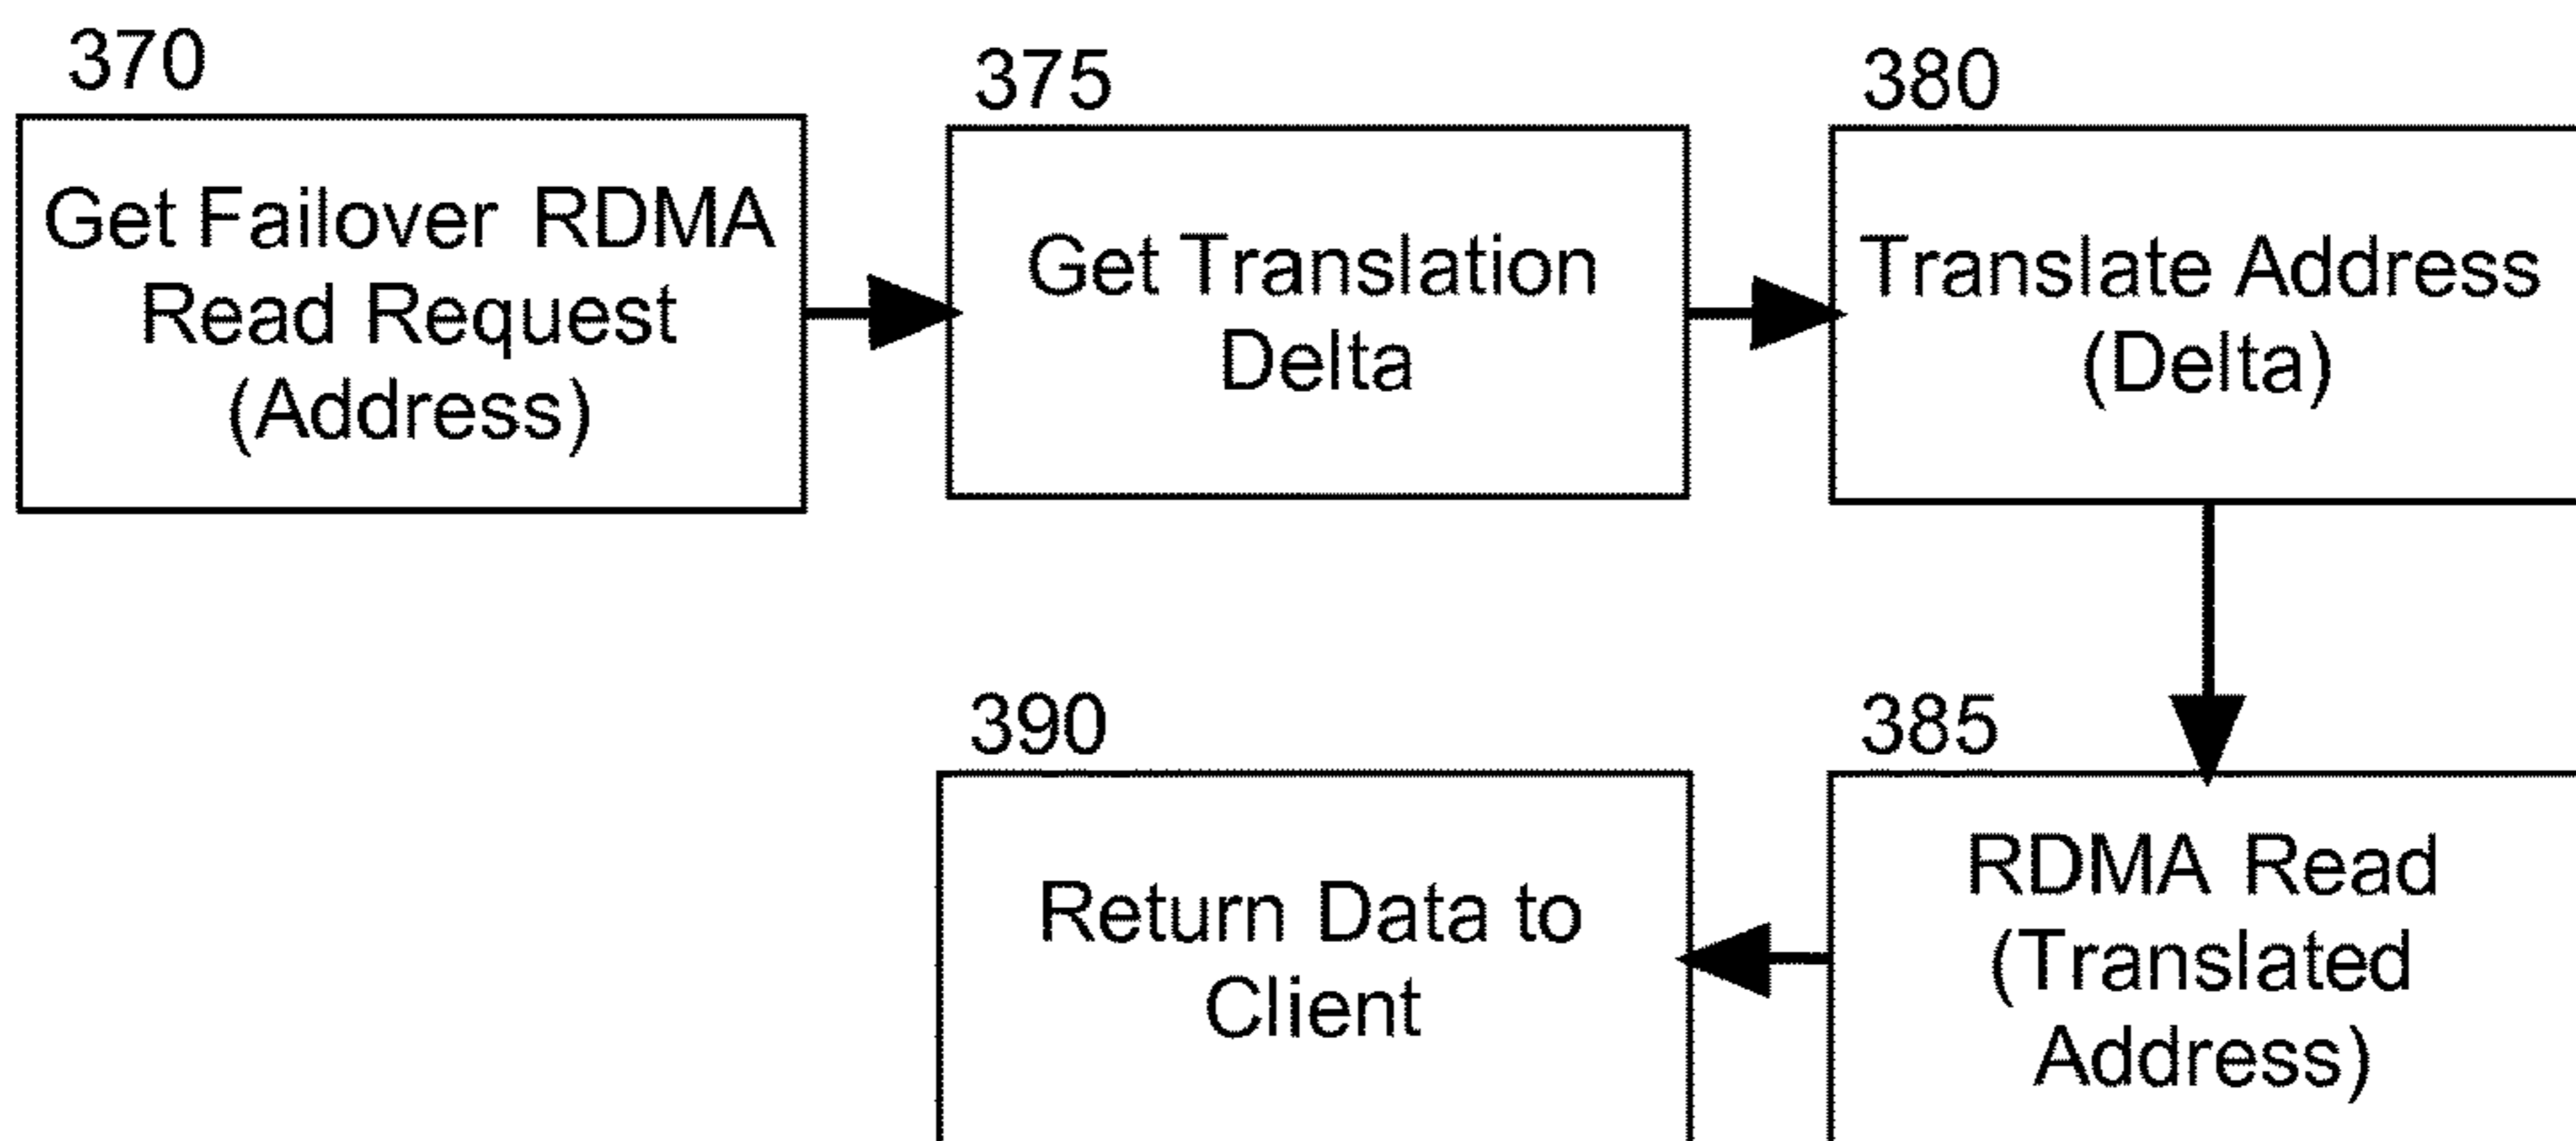 370
Get Failover RDMA
Read Request
(Address)
375
Get Translation
Delta
380
Translate Address
(Delta)
385
RDMA Read
(Translated
Address)
390
Return Data to
Client